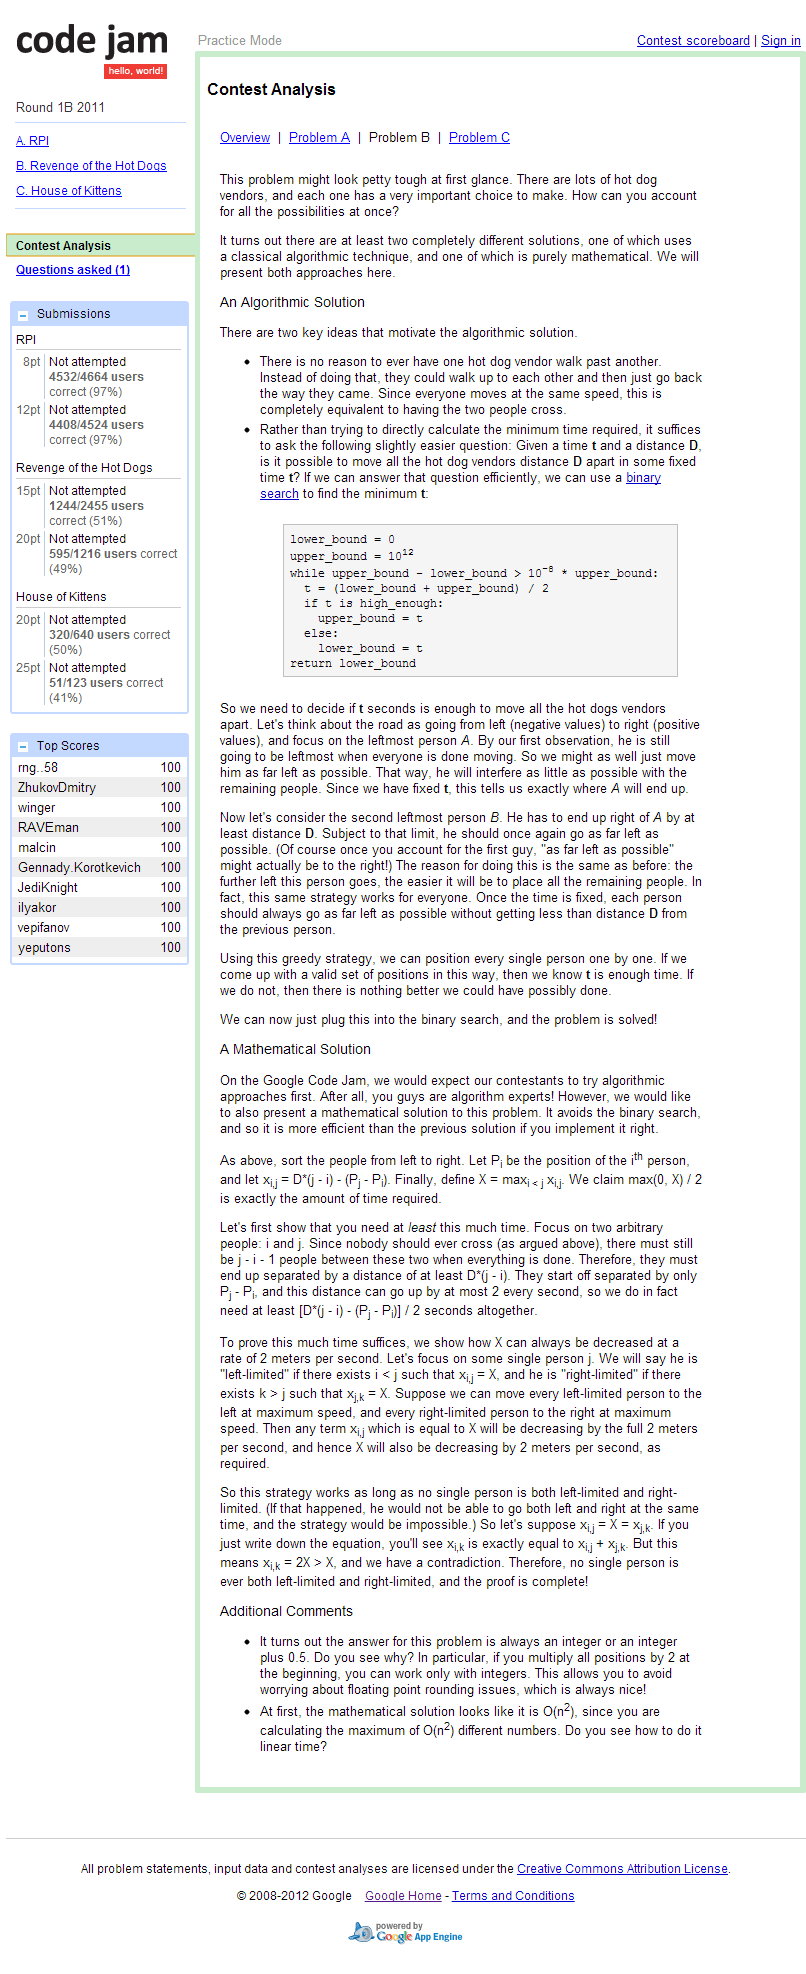 code jam
hello, world!
Practice Mode
Contest scoreboard | Sign in
Round 1B 2011
A. RPI
B. Revenge of the Hot Dogs
C. House of Kittens
Contest Analysis
Questions asked (1)
Submissions
RPI
8pt Not attempted
4532/4664 users
correct (97%)
12pt Not attempted
4408/4524 users
correct (97%)
Revenge of the Hot Dogs
15pt Not attempted
1244/2455 users
correct (51%)
20pt Not attempted
595/1216 users correct
(49%)
House of Kittens
20pt Not attempted
320/640 users correct
(50%)
25pt Not attempted
51/123 users correct
(41%)
Top Scores
rng..58 100
ZhukovDmitry 100
winger 100
RAVEman 100
malcin 100
Gennady.Korotkevich 100
JediKnight 100
ilyakor 100
vepifanov 100
yeputons 100
Contest Analysis
Overview | Problem A | Problem B | Problem C
This problem might look petty tough at first glance. There are lots of hot dog
vendors, and each one has a very important choice to make. How can you account
for all the possibilities at once?
It turns out there are at least two completely different solutions, one of which uses
a classical algorithmic technique, and one of which is purely mathematical. We will
present both approaches here.
An Algorithmic Solution
There are two key ideas that motivate the algorithmic solution.
• There is no reason to ever have one hot dog vendor walk past another.
Instead of doing that, they could walk up to each other and then just go back
the way they came. Since everyone moves at the same speed, this is
completely equivalent to having the two people cross.
• Rather than trying to directly calculate the minimum time required, it suffices
to ask the following slightly easier question: Given a time t and a distance D,
is it possible to move all the hot dog vendors distance D apart in some fixed
time t? If we can answer that question efficiently, we can use a binary
search to find the minimum t:
lower_bound = 0
upper_bound = 10^12
while upper_bound - lower_bound > 10^-8 * upper_bound:
t = (lower_bound + upper_bound) / 2
if t is high_enough:
upper_bound = t
else:
lower_bound = t
return lower_bound
So we need to decide if t seconds is enough to move all the hot dogs vendors
apart. Let's think about the road as going from left (negative values) to right (positive
values), and focus on the leftmost person A. By our first observation, he is still
going to be leftmost when everyone is done moving. So we might as well just move
him as far left as possible. That way, he will interfere as little as possible with the
remaining people. Since we have fixed t, this tells us exactly where A will end up.
Now let's consider the second leftmost person B. He has to end up right of A by at
least distance D. Subject to that limit, he should once again go as far left as
possible. (Of course once you account for the first guy, "as far left as possible"
might actually be to the right!) The reason for doing this is the same as before: the
further left this person goes, the easier it will be to place all the remaining people. In
fact, this same strategy works for everyone. Once the time is fixed, each person
should always go as far left as possible without getting less than distance D from
the previous person.
Using this greedy strategy, we can position every single person one by one. If we
come up with a valid set of positions in this way, then we know t is enough time. If
we do not, then there is nothing better we could have possibly done.
We can now just plug this into the binary search, and the problem is solved!
A Mathematical Solution
On the Google Code Jam, we would expect our contestants to try algorithmic
approaches first. After all, you guys are algorithm experts! However, we would like
to also present a mathematical solution to this problem. It avoids the binary search,
and so it is more efficient than the previous solution if you implement it right.
As above, sort the people from left to right. Let P_i be the position of the i^th person,
and let x_i,j = D*(j - i) - (P_j - P_i). Finally, define X = max_i < j x_i,j. We claim max(0, X) / 2
is exactly the amount of time required.
Let's first show that you need at least this much time. Focus on two arbitrary
people: i and j. Since nobody should ever cross (as argued above), there must still
be j - i - 1 people between these two when everything is done. Therefore, they must
end up separated by a distance of at least D*(j - i). They start off separated by only
P_j - P_i, and this distance can go up by at most 2 every second, so we do in fact
need at least [D*(j - i) - (P_j - P_i)] / 2 seconds altogether.
To prove this much time suffices, we show how X can always be decreased at a
rate of 2 meters per second. Let's focus on some single person j. We will say he is
"left-limited" if there exists i < j such that x_i,j = X, and he is "right-limited" if there
exists k > j such that x_j,k = X. Suppose we can move every left-limited person to the
left at maximum speed, and every right-limited person to the right at maximum
speed. Then any term x_i,j which is equal to X will be decreasing by the full 2 meters
per second, and hence X will also be decreasing by 2 meters per second, as
required.
So this strategy works as long as no single person is both left-limited and right-
limited. (If that happened, he would not be able to go both left and right at the same
time, and the strategy would be impossible.) So let's suppose x_i,j = X = x_j,k. If you
just write down the equation, you'll see x_i,k is exactly equal to x_i,j + x_j,k. But this
means x_i,k = 2X > X, and we have a contradiction. Therefore, no single person is
ever both left-limited and right-limited, and the proof is complete!
Additional Comments
• It turns out the answer for this problem is always an integer or an integer
plus 0.5. Do you see why? In particular, if you multiply all positions by 2 at
the beginning, you can work only with integers. This allows you to avoid
worrying about floating point rounding issues, which is always nice!
• At first, the mathematical solution looks like it is O(n^2), since you are
calculating the maximum of O(n^2) different numbers. Do you see how to do it
linear time?
All problem statements, input data and contest analyses are licensed under the Creative Commons Attribution License.
© 2008-2012 Google Google Home - Terms and Conditions
powered by
Google App Engine